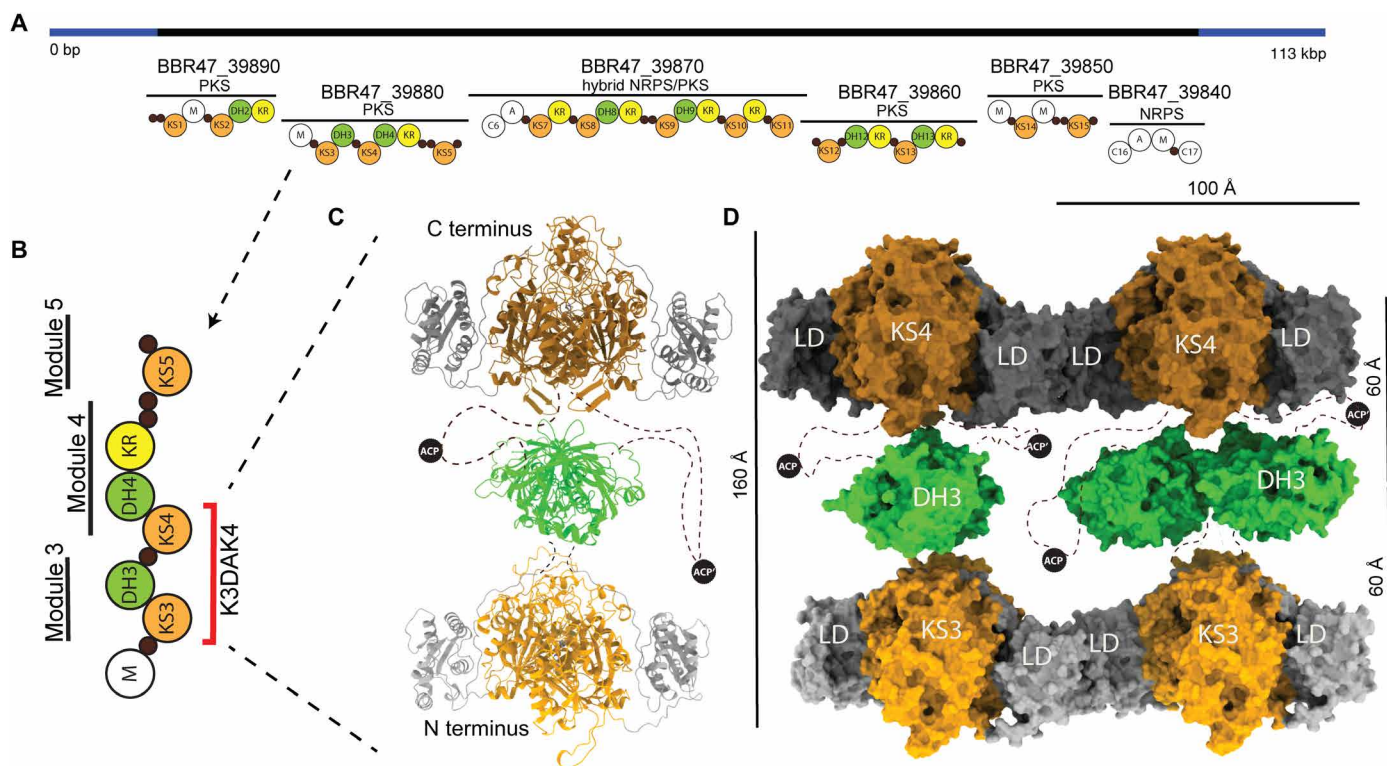 A
0 bp
113 kbp
BBR47_39890
PKS
KS1
M
KS2
DH2
KR
BBR47_39880
PKS
M
KS3
DH3
KS4
DH4
KR
KS5
BBR47_39870
hybrid NRPS/PKS
C6
A
KS7
KR
KS8
DH8
KR
KS9
DH9
KR
KS10
KR
KS11
BBR47_39860
PKS
KS12
DH12
KR
KS13
DH13
KR
BBR47_39850
PKS
M
KS14
M
KS15
BBR47_39840
NRPS
C16
A
M
C17
B
Module 5
Module 4
Module 3
KS5
KR
DH4
KS4
DH3
KS3
M
K3DAK4
C
C terminus
ACP
ACP'
N terminus
D
100 Å
160 Å
60 Å
60 Å
LD
KS4
LD
LD
KS4
LD
ACP
ACP'
ACP'
DH3
DH3
ACP
LD
KS3
LD
LD
KS3
LD